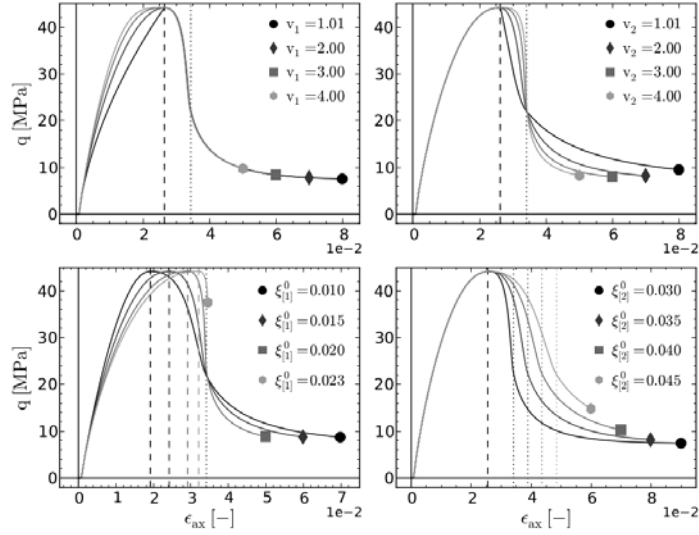 q [MPa]
40
30
20
10
0
v₁ =1.01
v₁ =2.00
v₁ =3.00
v₁ =4.00
0 2 4 6 8
1e-2
q [MPa]
40
30
20
10
0
v₂ =1.01
v₂ =2.00
v₂ =3.00
v₂ =4.00
0 2 4 6 8
1e-2
q [MPa]
40
30
20
10
0
ξ⁰[1] =0.010
ξ⁰[1] =0.015
ξ⁰[1] =0.020
ξ⁰[1] =0.023
0 1 2 3 4 5 6 7
1e-2
ϵax [−]
q [MPa]
40
30
20
10
0
ξ⁰[2] =0.030
ξ⁰[2] =0.035
ξ⁰[2] =0.040
ξ⁰[2] =0.045
0 2 4 6 8
1e-2
ϵax [−]